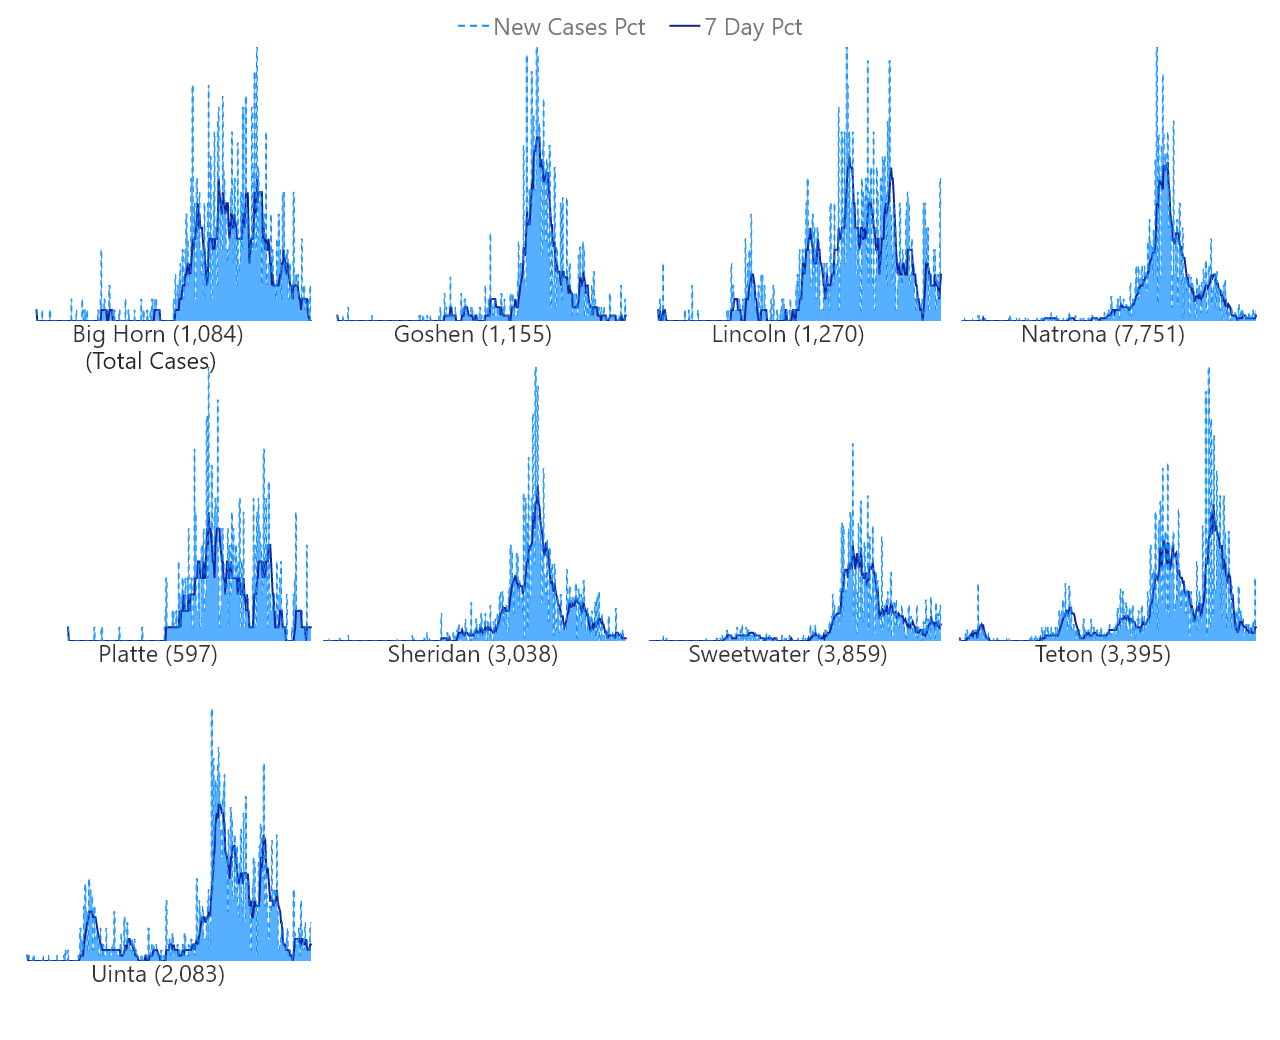 New Cases Pct 7 Day Pct
Big Horn (1,084)
(Total Cases)
Goshen (1,155)
Lincoln (1,270)
Natrona (7,751)
Platte (597)
Sheridan (3,038)
Sweetwater (3,859)
Teton (3,395)
Uinta (2,083)